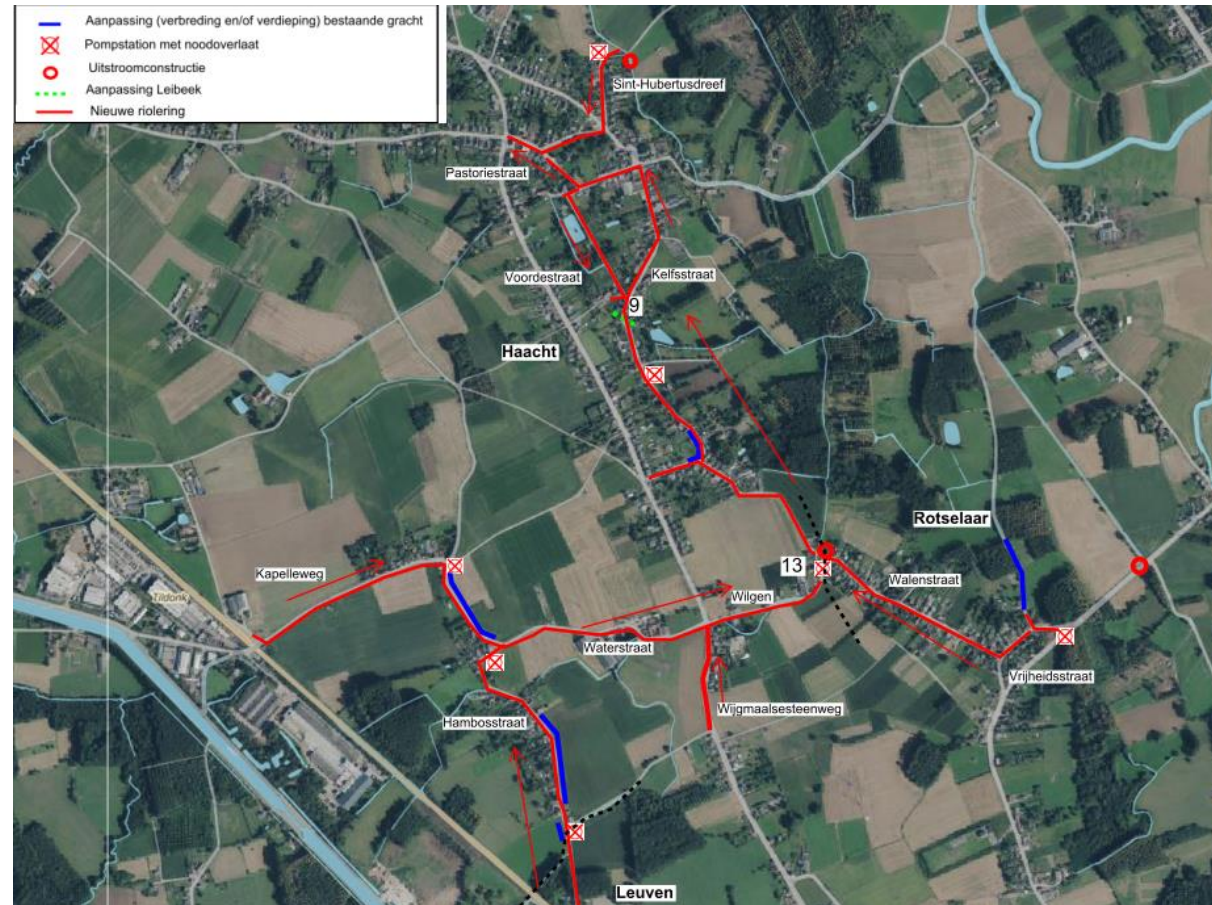 Aanpassing (verbreding en/of verdieping) bestaande gracht
Pompstation met noodoverlaat
Uitstroomconstructie
Aanpassing Leibeek
Nieuwe riolering
Sint-Hubertusdreef
Pastoriestraat
Voordestraat
Kelfsstraat
9
Haacht
Rotselaar
13
Kapelleweg
Tildonk
Wilgen
Walenstraat
Waterstraat
Vrijheidsstraat
Wijgmaalsesteenweg
Hambosstraat
Leuven